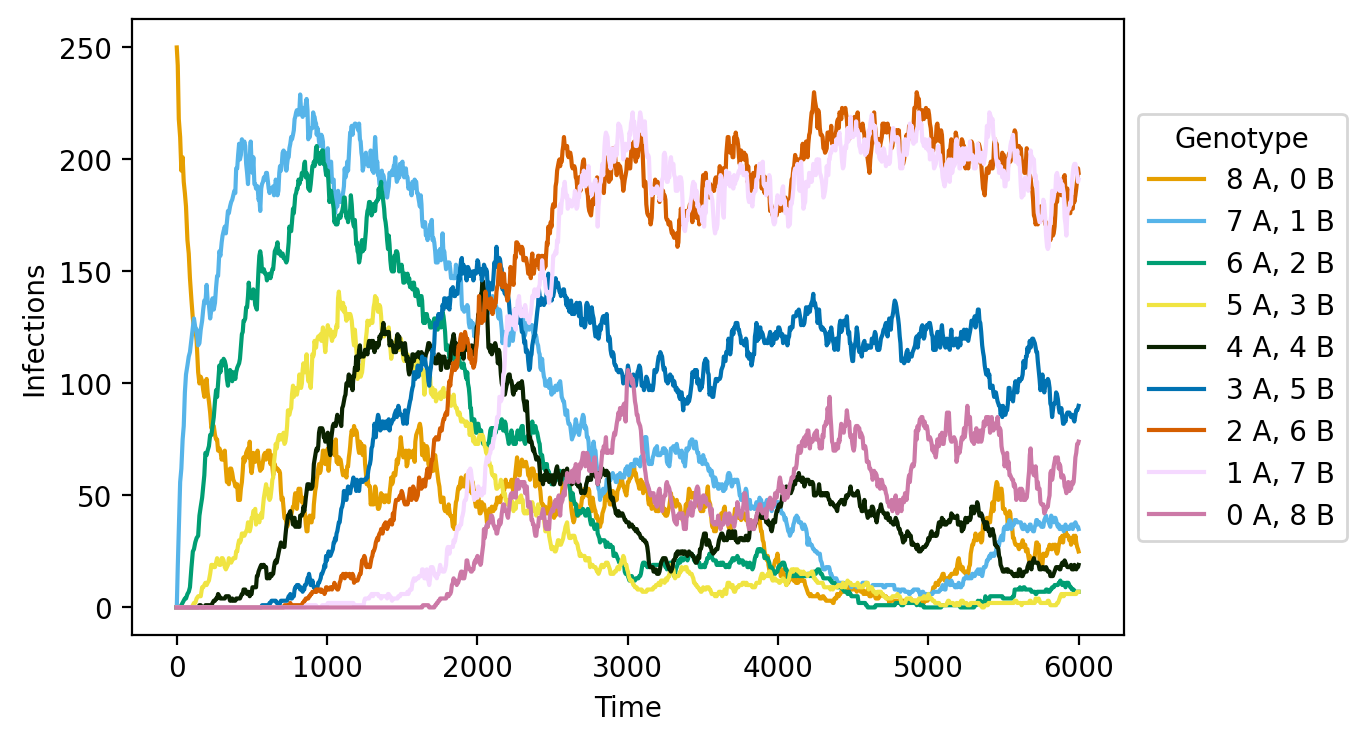 250
200
150
100
50
0
Infections
0 1000 2000 3000 4000 5000 6000
Time
Genotype
8 A, 0 B
7 A, 1 B
6 A, 2 B
5 A, 3 B
4 A, 4 B
3 A, 5 B
2 A, 6 B
1 A, 7 B
0 A, 8 B